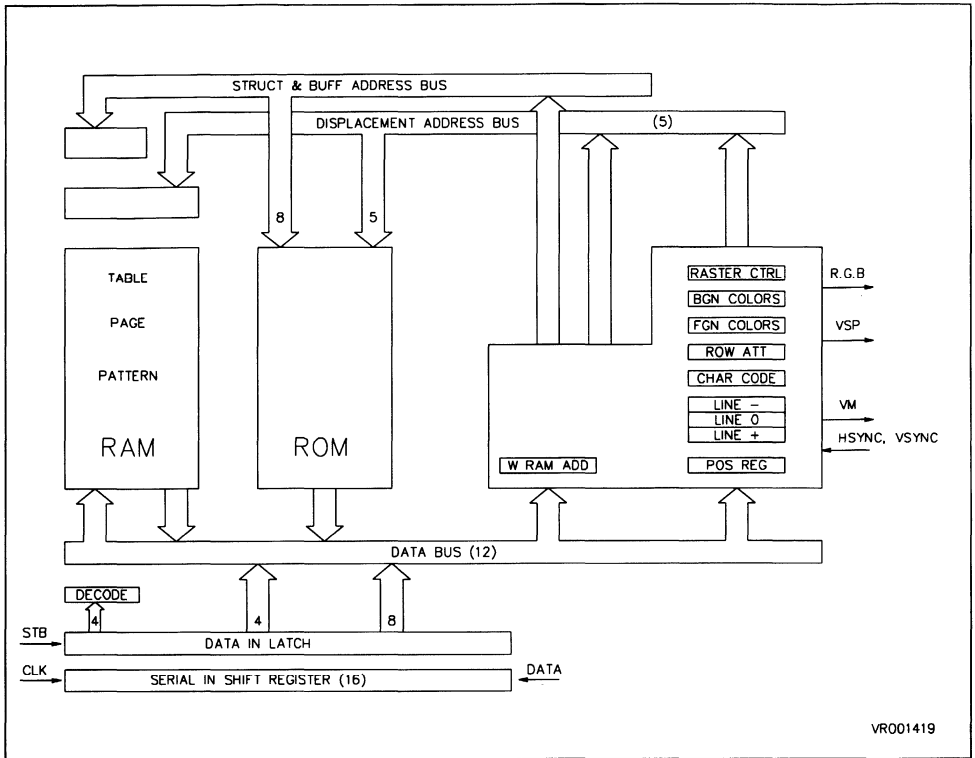 STRUCT & BUFF ADDRESS BUS
DISPLACEMENT ADDRESS BUS (5)
8
5
TABLE
PAGE
PATTERN
RAM
ROM
RASTER CTRL
BGN COLORS
FGN COLORS
ROW ATT
CHAR CODE
LINE -
LINE 0
LINE +
W RAM ADD
POS REG
R.G.B
VSP
VM
HSYNC, VSYNC
DATA BUS (12)
DECODE
4
4
8
STB
DATA IN LATCH
CLK
SERIAL IN SHIFT REGISTER (16)
DATA
VR001419